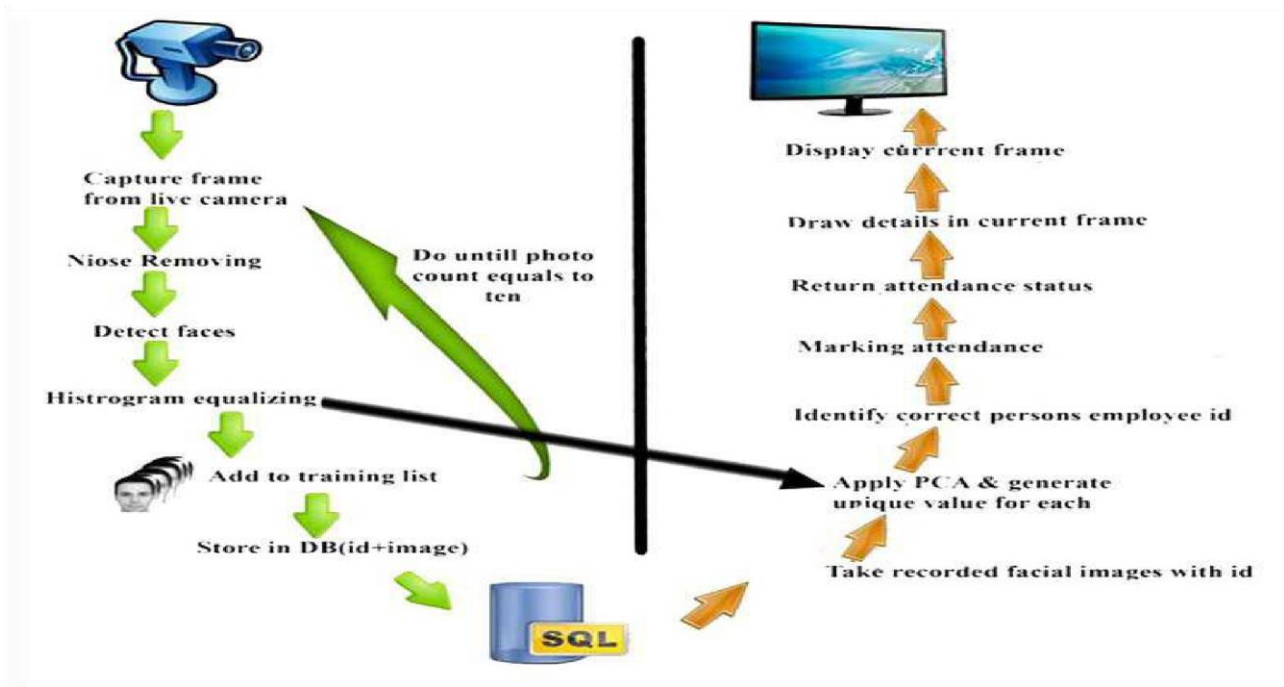 Capture frame
from live camera
Niose Removing
Detect faces
Histrogram equalizing
Add to training list
Store in DB(id+image)
Do untill photo
count equals to
ten
SQL
Display currrent frame
Draw details in current frame
Return attendance status
Marking attendance
Identify correct persons employee id
Apply PCA & generate
unique value for each
Take recorded facial images with id